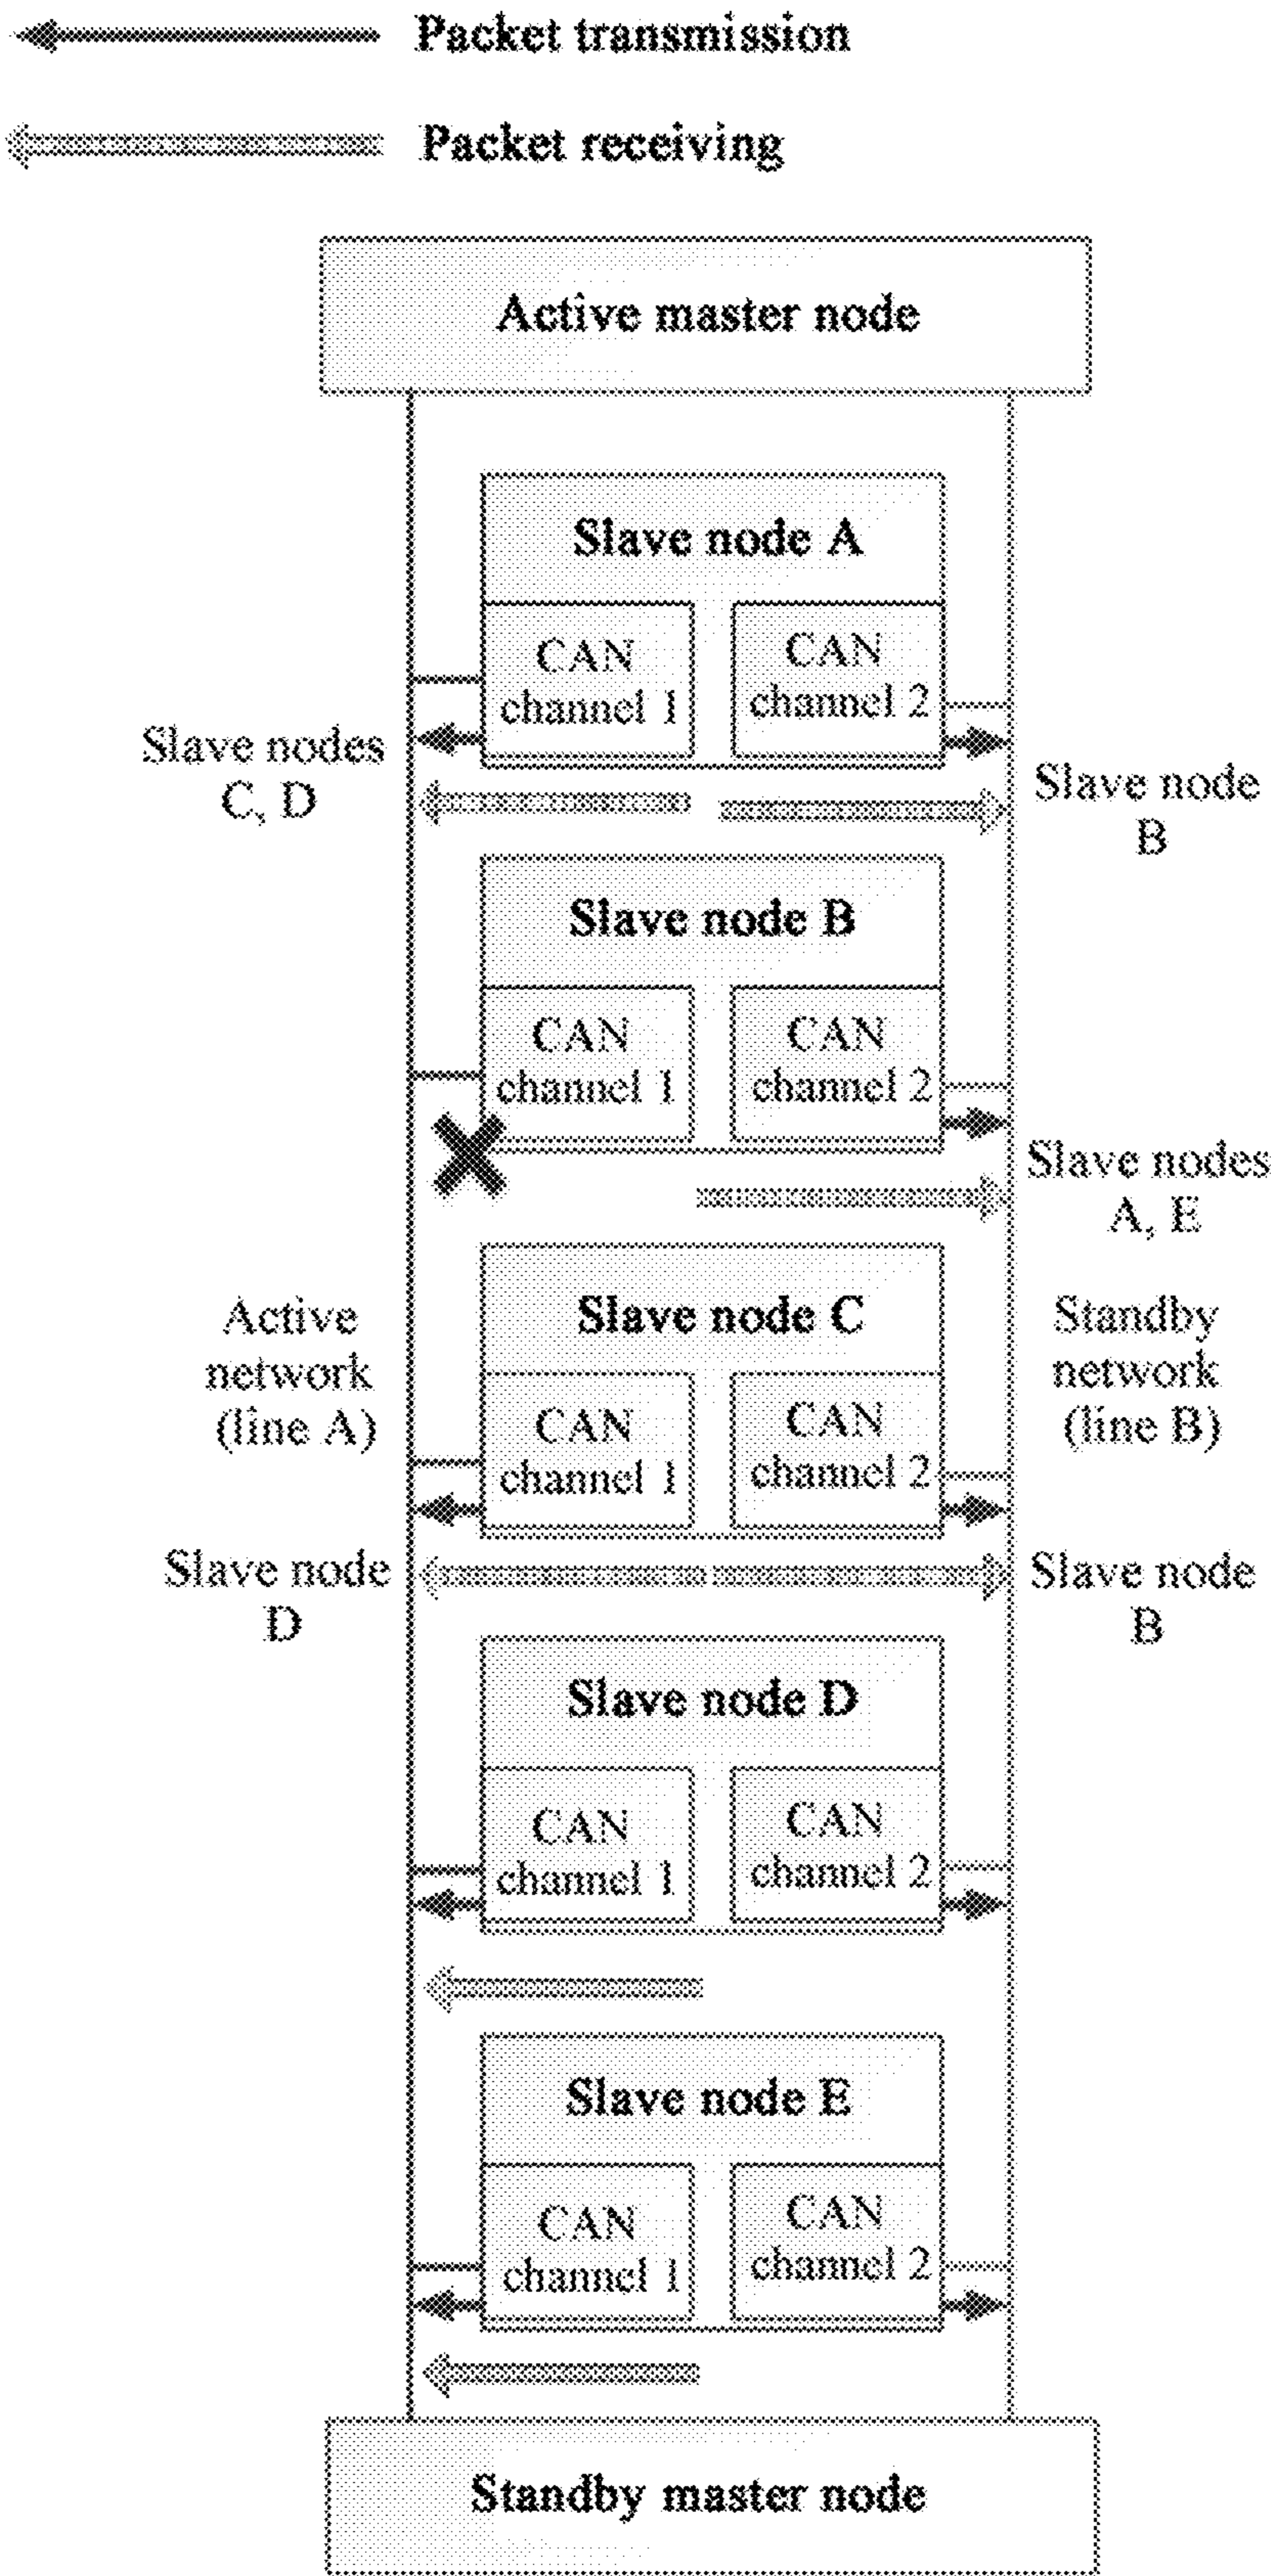 Packet transmission
Packet receiving
Active master node
Slave node A
CAN
channel 1
CAN
channel 2
Slave nodes
C, D
Slave node
B
Slave node B
CAN
channel 1
CAN
channel 2
Slave nodes
A, E
Active
network
(line A)
Slave node C
CAN
channel 1
CAN
channel 2
Standby
network
(line B)
Slave node
D
Slave node
B
Slave node D
CAN
channel 1
CAN
channel 2
Slave node E
CAN
channel 1
CAN
channel 2
Standby master node